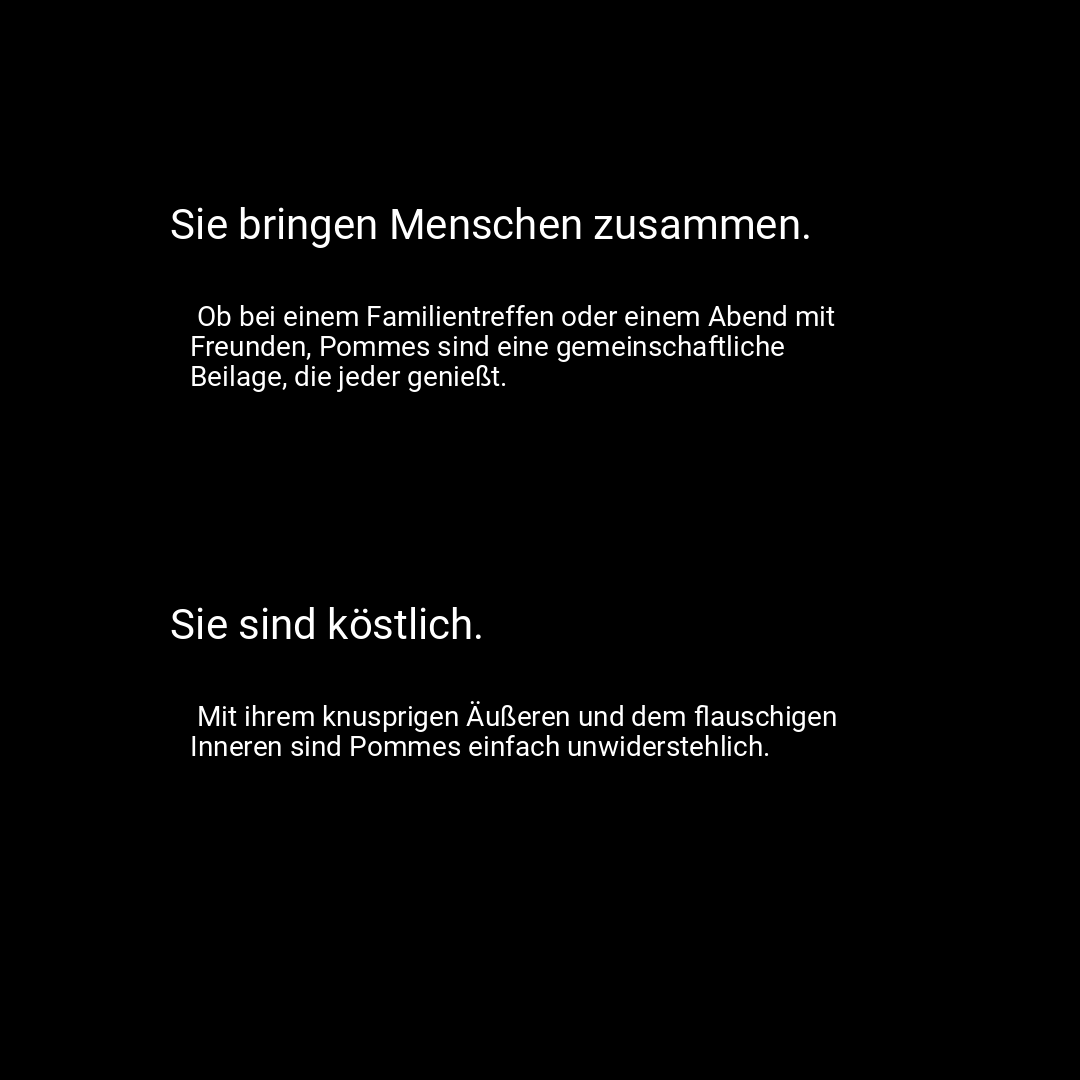 Sie bringen Menschen zusammen.
Ob bei einem Familientreffen oder einem Abend mit
Freunden, Pommes sind eine gemeinschaftliche
Beilage, die jeder genießt.
Sie sind köstlich.
Mit ihrem knusprigen Äußeren und dem flauschigen
Inneren sind Pommes einfach unwiderstehlich.